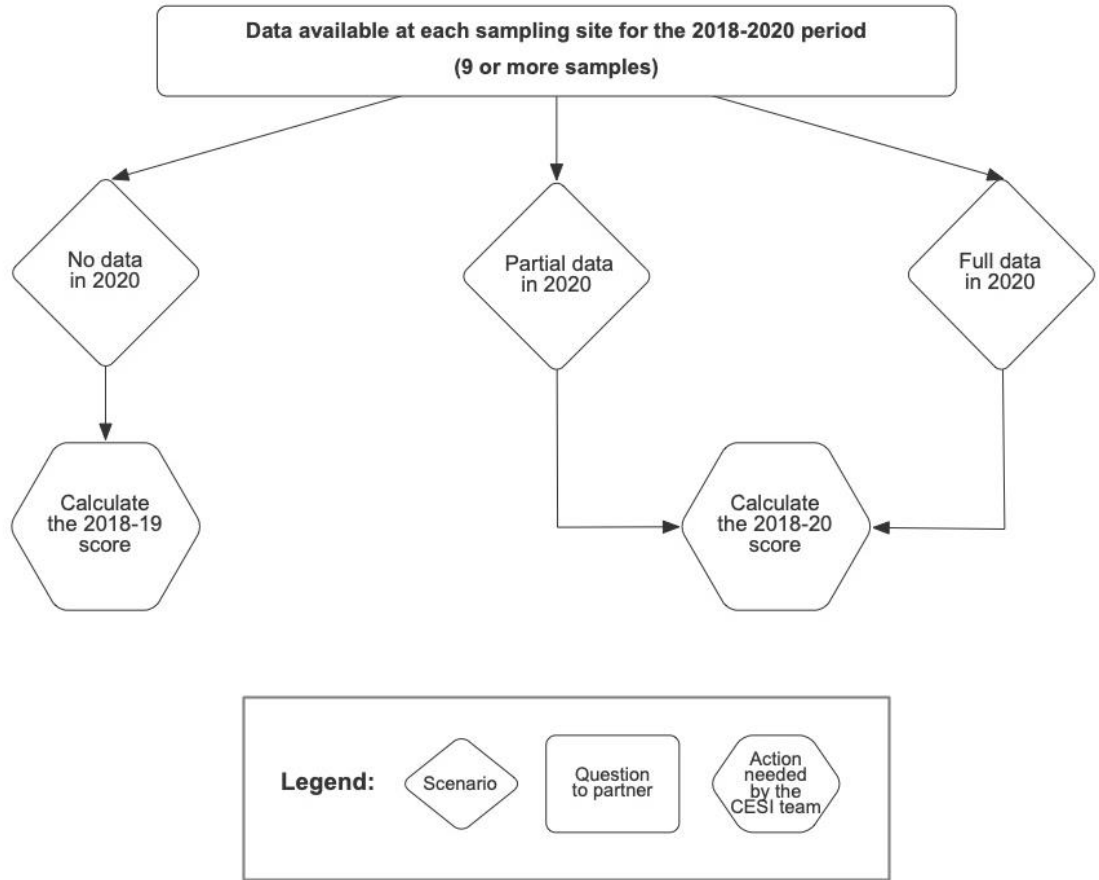 Data available at each sampling site for the 2018-2020 period
(9 or more samples)
No data
in 2020
Partial data
in 2020
Full data
in 2020
Calculate
the 2018-19
score
Calculate
the 2018-20
score
Legend:
Scenario
Question
to partner
Action
needed
by the
CESI team